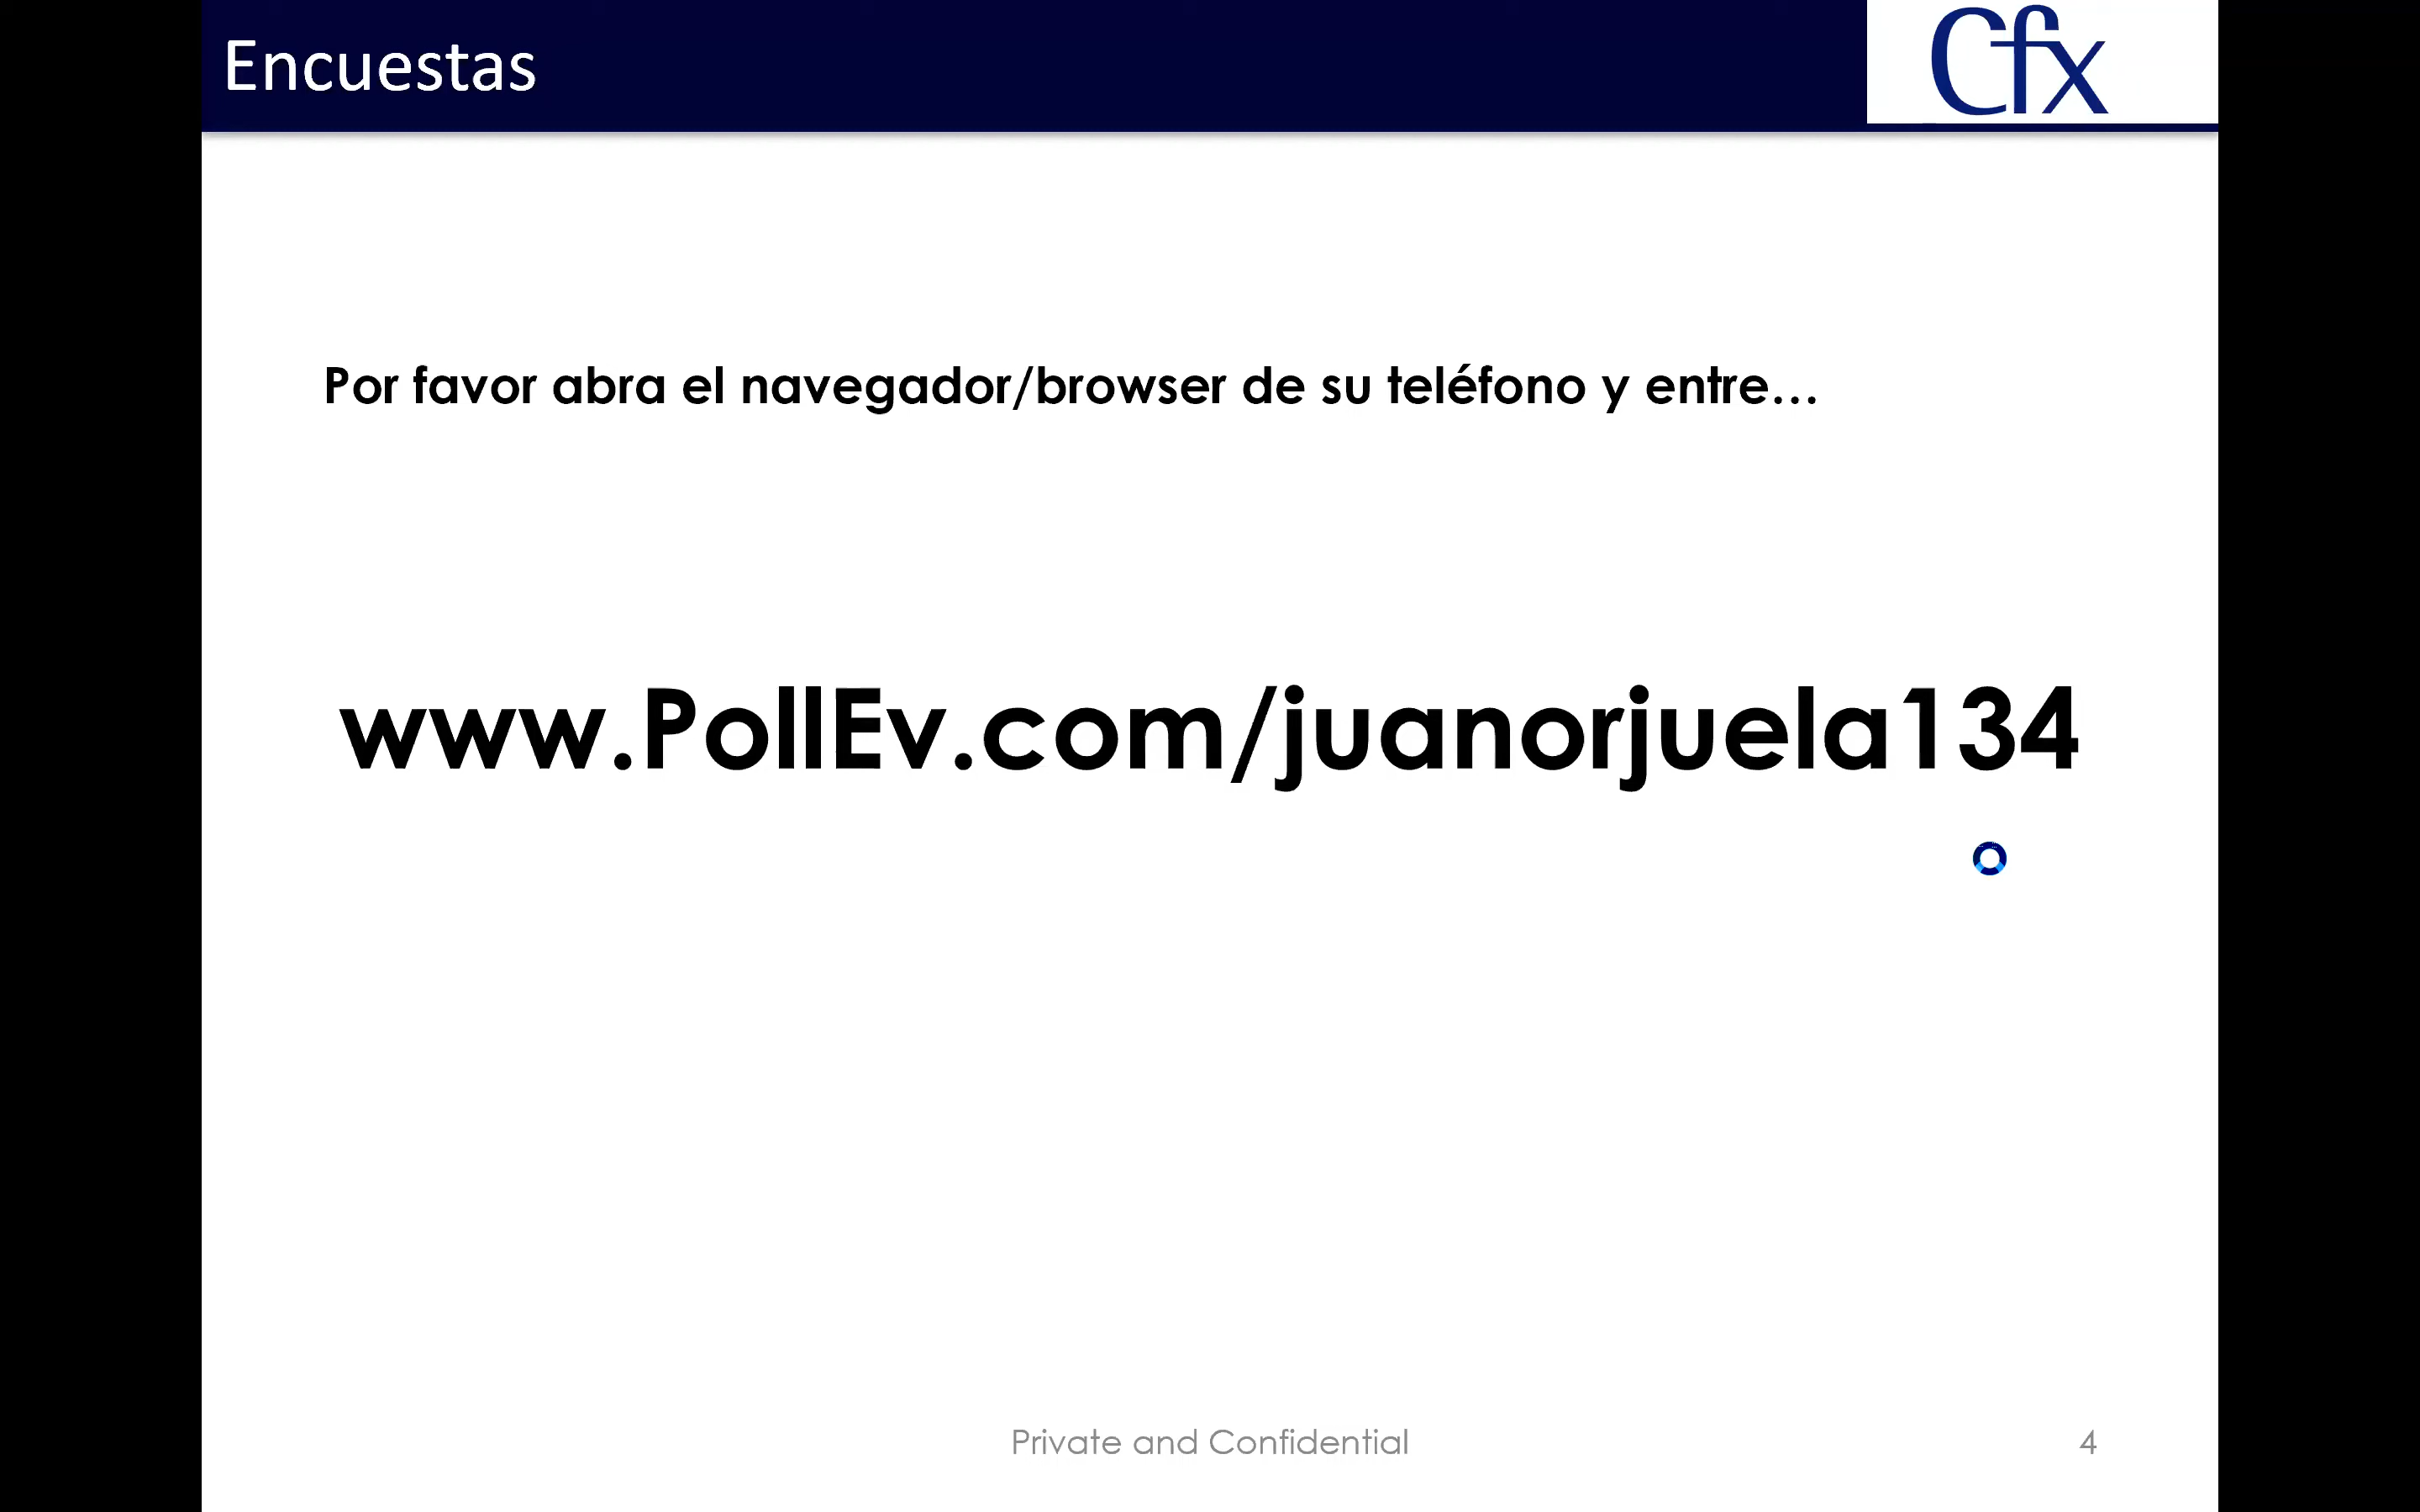 Encuestas
Cfx
Por favor abra el navegador/browser de su teléfono y entre...
www.PollEv.com/juanorjuela134
Private and Confidential
4